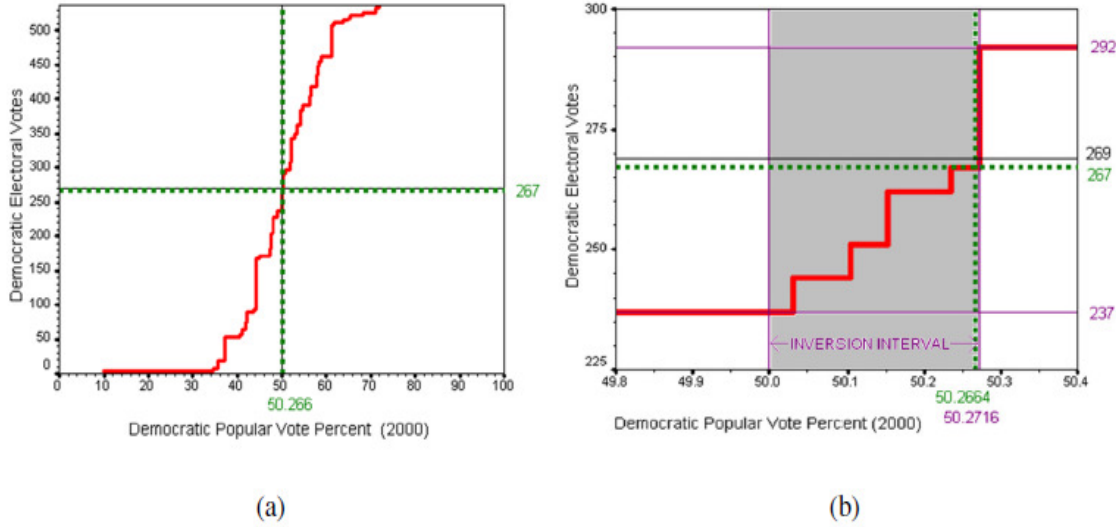 500
450
400
350
300
250
200
150
100
50
0
Democratic Electoral Votes
267
0 10 20 30 40 50 60 70 80 90 100
50.266
Democratic Popular Vote Percent (2000)
(a)
300
275
250
225
Democratic Electoral Votes
292
269
267
237
INVERSION INTERVAL
49.8 49.9 50.0 50.1 50.2 50.3 50.4
50.2664
50.2716
Democratic Popular Vote Percent (2000)
(b)